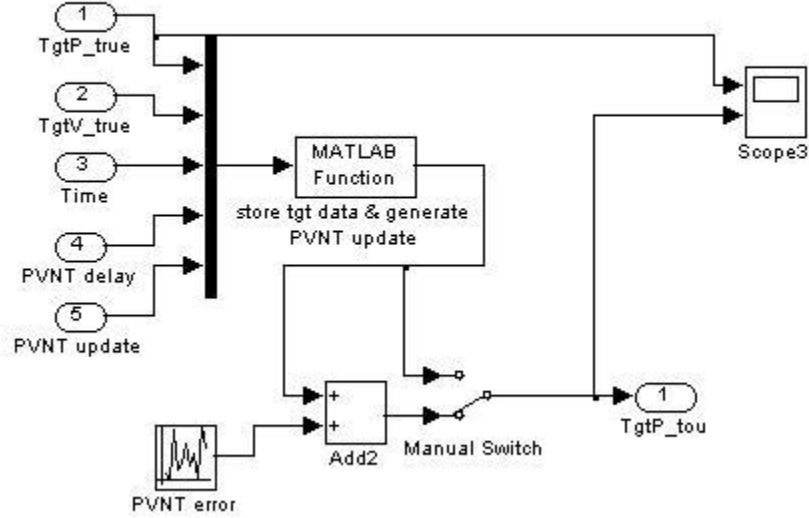 1
TgtP_true
2
TgtV_true
3
Time
4
PVNT delay
5
PVNT update
MATLAB
Function
store tgt data & generate
PVNT update
Scope3
+
+
Add2
Manual Switch
1
TgtP_tou
PVNT error